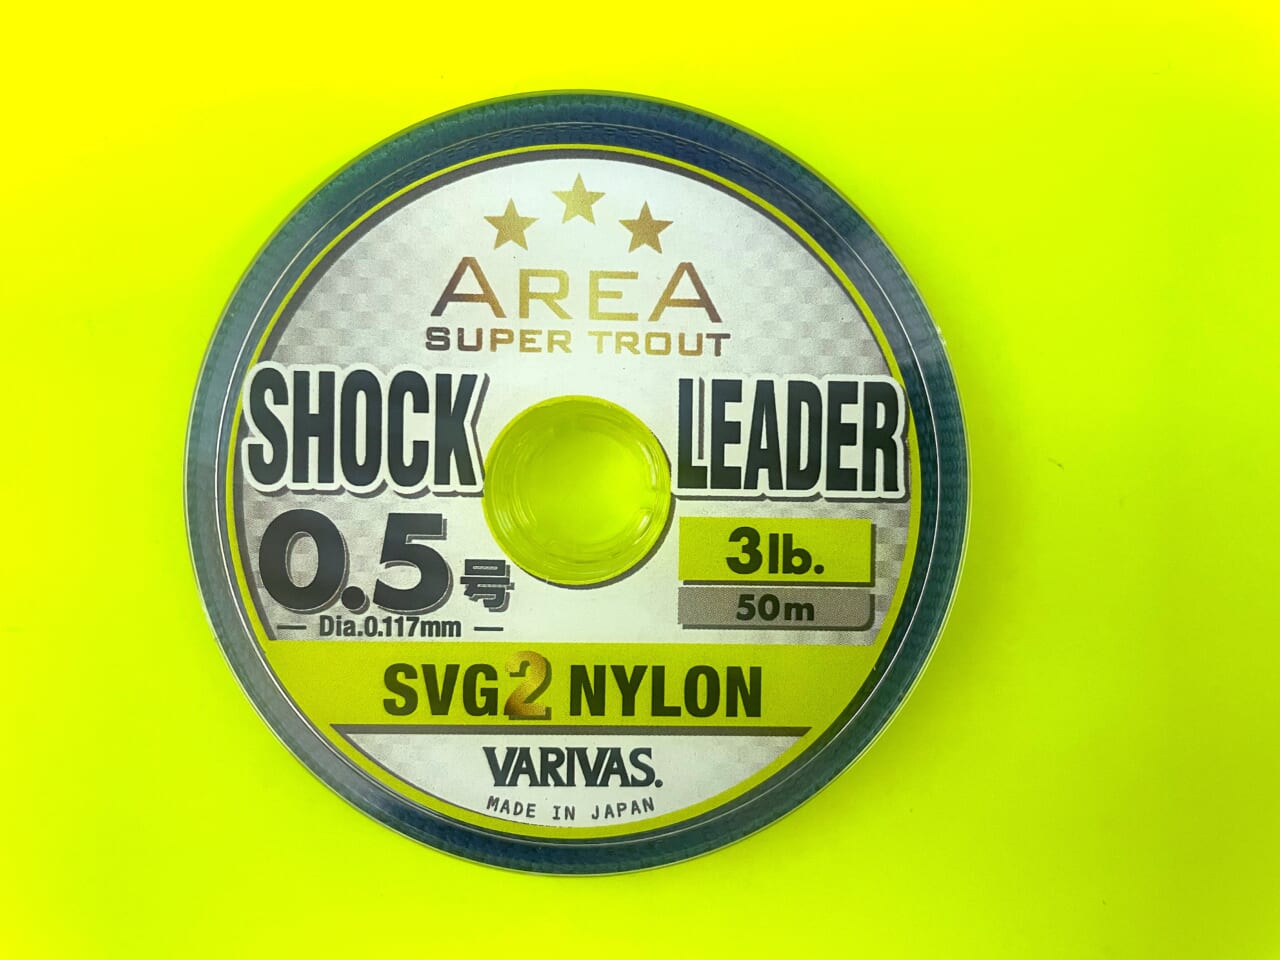 AREA
SUPER TROUT
SHOCK LEADER
0.5号
Dia.0.117mm
3lb.
50m
SVG2 NYLON
VARIVAS.
MADE IN JAPAN